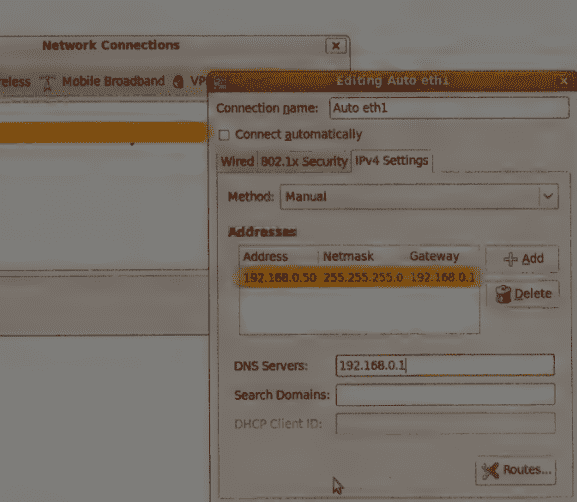 Network Connections
reless Mobile Broadband VP
Editing Auto eth1
Connection name: Auto eth1
Connect automatically
Wired 802.1x Security IPv4 Settings
Method: Manual
Addresses
Address Netmask Gateway
192.168.0.50 255.255.255.0 192.168.0.1
Add
Delete
DNS Servers: 192.168.0.1
Search Domains:
DHCP Client ID:
Routes...